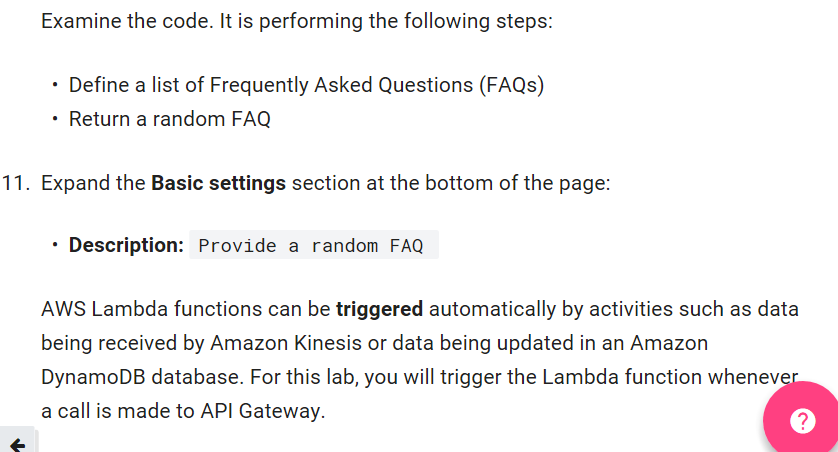 Examine the code. It is performing the following steps:
• Define a list of Frequently Asked Questions (FAQs)
• Return a random FAQ
11. Expand the Basic settings section at the bottom of the page:
• Description: Provide a random FAQ
AWS Lambda functions can be triggered automatically by activities such as data
being received by Amazon Kinesis or data being updated in an Amazon
DynamoDB database. For this lab, you will trigger the Lambda function whenever
a call is made to API Gateway.
?